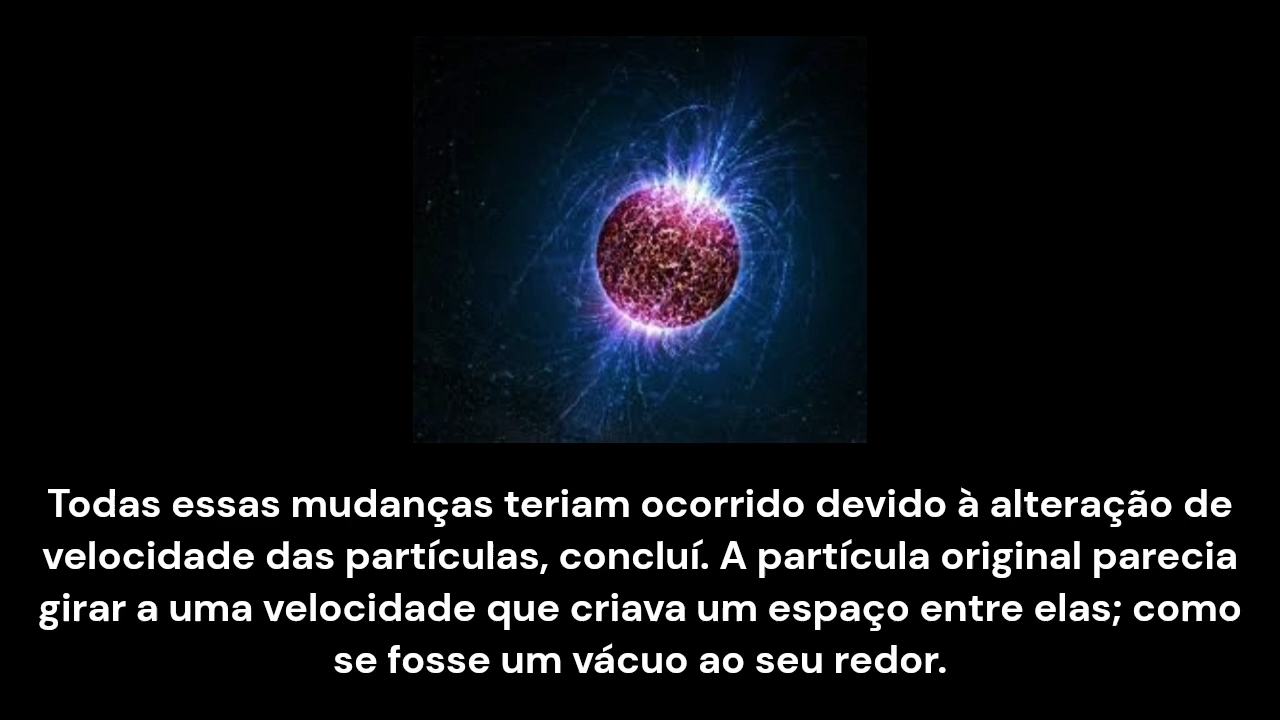 Todas essas mudanças teriam ocorrido devido à alteração de
velocidade das partículas, concluí. A partícula original parecia
girar a uma velocidade que criava um espaço entre elas; como
se fosse um vácuo ao seu redor.